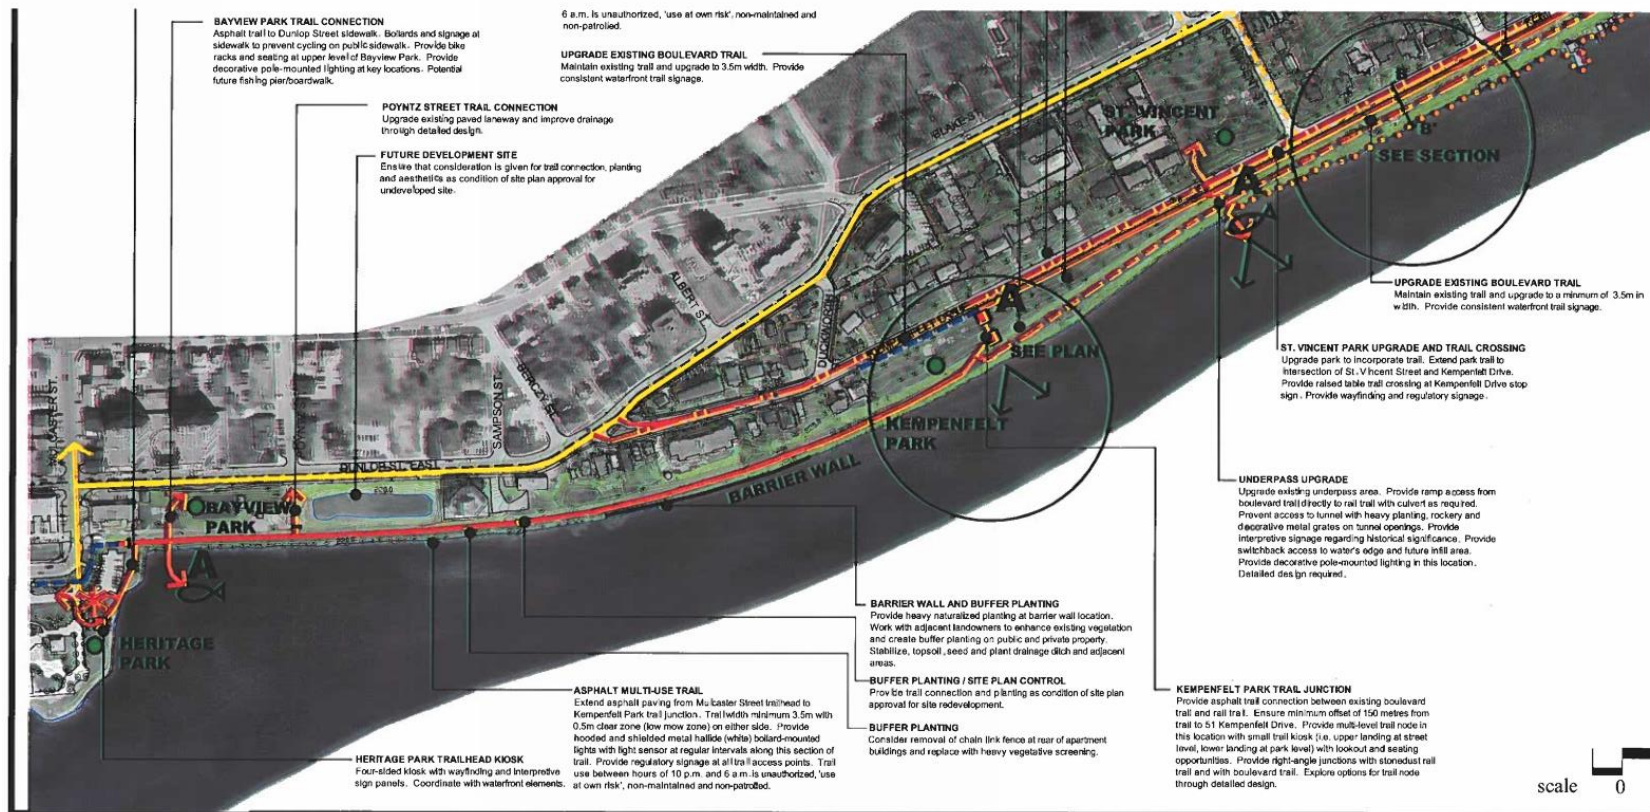 BAYVIEW PARK TRAIL CONNECTION
Asphalt trail to Dunlop Street sidewalk. Bollards and signage at
sidewalk to prevent cycling on public sidewalk. Provide bike
racks and seating at upper level of Bayview Park. Provide
decorative pole-mounted lighting at key locations. Potential
future fishing pier/boardwalk.
6 a.m. is unauthorized, 'use at own risk', non-maintained and
non-patrolled.
UPGRADE EXISTING BOULEVARD TRAIL
Maintain existing trail and upgrade to 3.5m width. Provide
consistent waterfront trail signage.
POYNTZ STREET TRAIL CONNECTION
Upgrade existing paved laneway and improve drainage
through detailed design.
FUTURE DEVELOPMENT SITE
Ensure that consideration is given for trail connection, planting
and aesthetics as condition of site plan approval for
undeveloped site.
BLAKE ST.
ST. VINCENT
PARK
B
B'
SEE SECTION
A
ALBERT ST.
DUCKWORTH
A
SEE PLAN
UPGRADE EXISTING BOULEVARD TRAIL
Maintain existing trail and upgrade to a minmum of 3.5m in
width. Provide consistent waterfront trail signage.
ST. VINCENT PARK UPGRADE AND TRAIL CROSSING
Upgrade park to incorporate trail. Extend park trail to
intersection of St. Vincent Street and Kempenfelt Drive.
Provide raised table trail crossing at Kempenfelt Drive stop
sign. Provide wayfinding and regulatory signage.
MULCASTER ST.
SAMPSON ST.
BERCZY ST.
DUNLOP ST. EAST
KEMPENFELT
PARK
BARRIER WALL
BAYVIEW
PARK
A
UNDERPASS UPGRADE
Upgrade existing underpass area. Provide ramp access from
boulevard trail directly to rail trail with culvert as required.
Prevent access to tunnel with heavy planting, rockery and
decorative metal grates on tunnel openings. Provide
interpretive signage regarding historical significance. Provide
switchback access to water's edge and future infill area.
Provide decorative pole-mounted lighting in this location.
Detailed design required.
HERITAGE
PARK
BARRIER WALL AND BUFFER PLANTING
Provide heavy naturalized planting at barrier wall location.
Work with adjacent landowners to enhance existing vegetation
and create buffer planting on public and private property.
Stabilize, topsoil, seed and plant drainage ditch and adjacent
areas.
BUFFER PLANTING / SITE PLAN CONTROL
Provide trail connection and planting as condition of site plan
approval for site redevelopment.
BUFFER PLANTING
Consider removal of chain link fence at rear of apartment
buildings and replace with heavy vegetative screening.
ASPHALT MULTI-USE TRAIL
Extend asphalt paving from Mulcaster Street trailhead to
Kempenfelt Park trail junction. Trail width minimum 3.5m with
0.5m clear zone (low mow zone) on either side. Provide
hooded and shielded metal hallide (white) bollard-mounted
lights with light sensor at regular intervals along this section of
trail. Provide regulatory signage at all trail access points. Trail
use between hours of 10 p.m. and 6 a.m. is unauthorized, 'use
at own risk', non-maintained and non-patrolled.
HERITAGE PARK TRAILHEAD KIOSK
Four-sided kiosk with wayfinding and interpretive
sign panels. Coordinate with waterfront elements.
KEMPENFELT PARK TRAIL JUNCTION
Provide asphalt trail connection between existing boulevard
trail and rail trail. Ensure minimum offset of 150 metres from
trail to 51 Kempenfelt Drive. Provide multi-level trail node in
this location with small trail kiosk (i.e. upper landing at street
level, lower landing at park level) with lookout and seating
opportunities. Provide right-angle junctions with stonedust rail
trail and with boulevard trail. Explore options for trail node
through detailed design.
scale 0